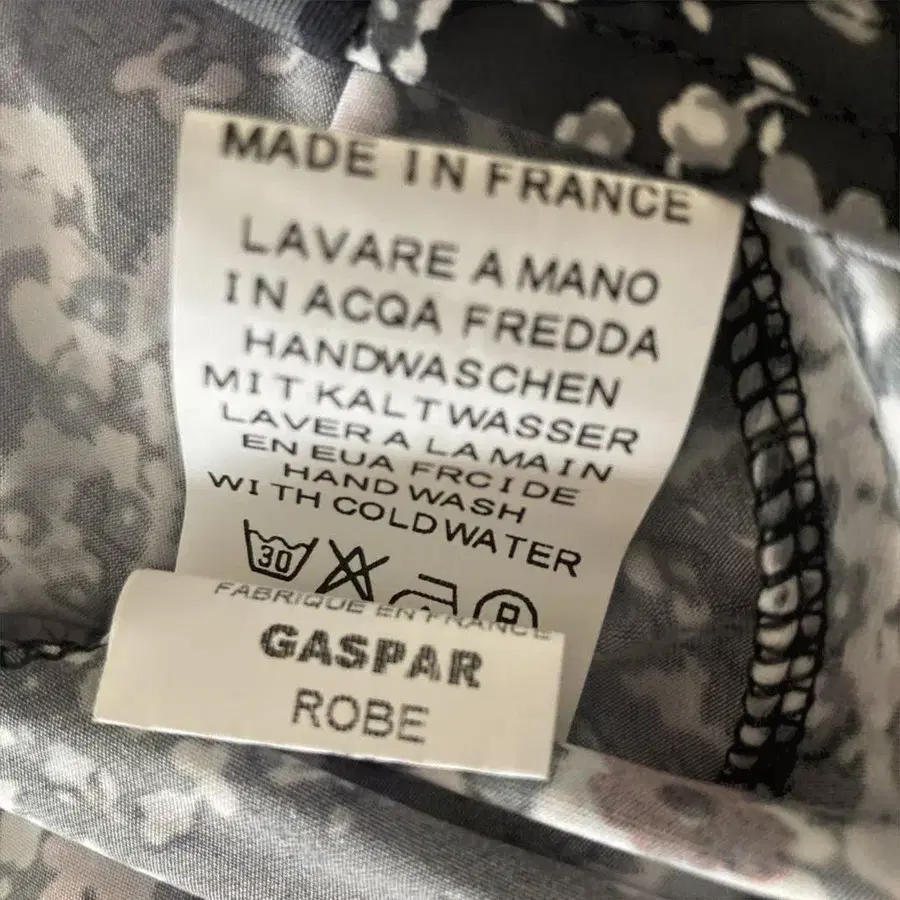 MADE IN FRANCE
LAVARE A MANO
IN ACQA FREDDA
HANDWASCHEN
MIT KALTWASSER
LAVER A LA MAIN
EN EUA FRCIDE
HAND WASH
WITH COLDWATER
30
P
FABRIQUE EN FRANCE
GASPAR
ROBE